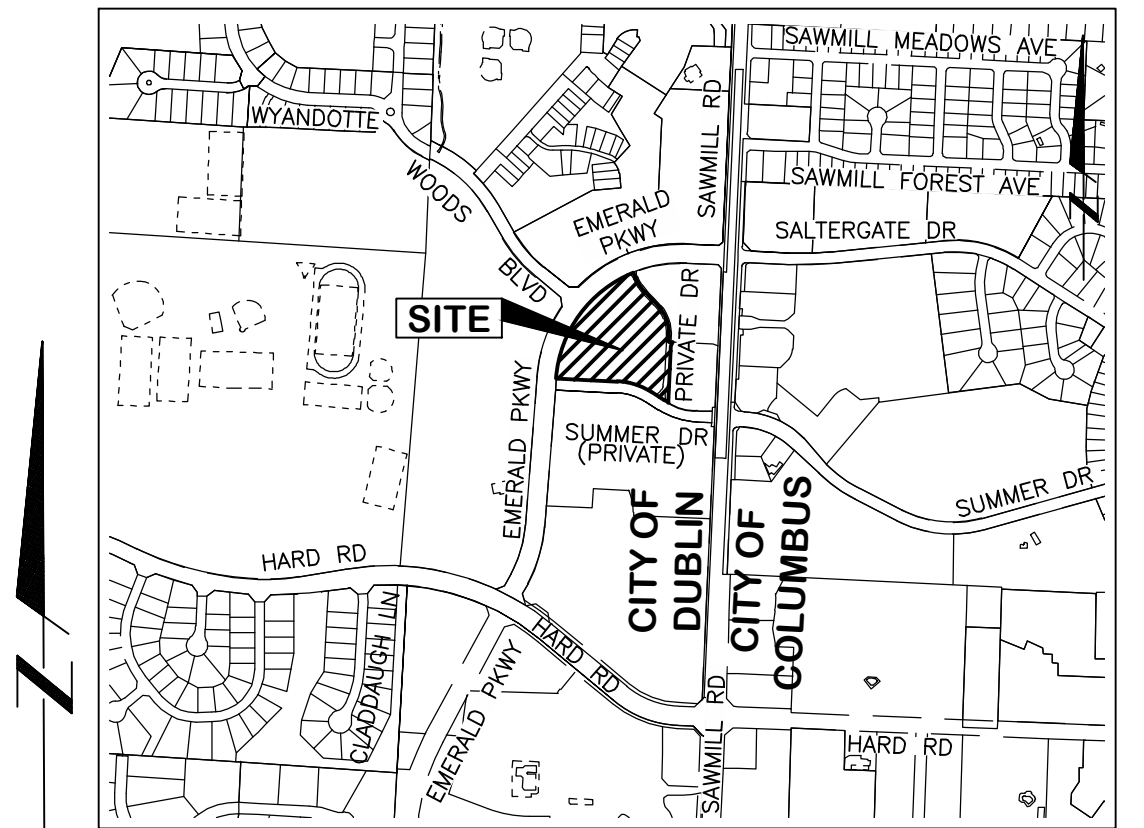 SAWMILL MEADOWS AVE
WYANDOTTE
WOODS
BLVD
SAWMILL RD
SAWMILL FOREST AVE
EMERALD
PKWY
SALTERGATE DR
SITE
PRIVATE DR
EMERALD PKWY
SUMMER DR
(PRIVATE)
SUMMER DR
CITY OF
DUBLIN
CITY OF
COLUMBUS
HARD RD
CLADDAUGH LN
HARD RD
EMERALD PKWY
SAWMILL RD
HARD RD
N
N